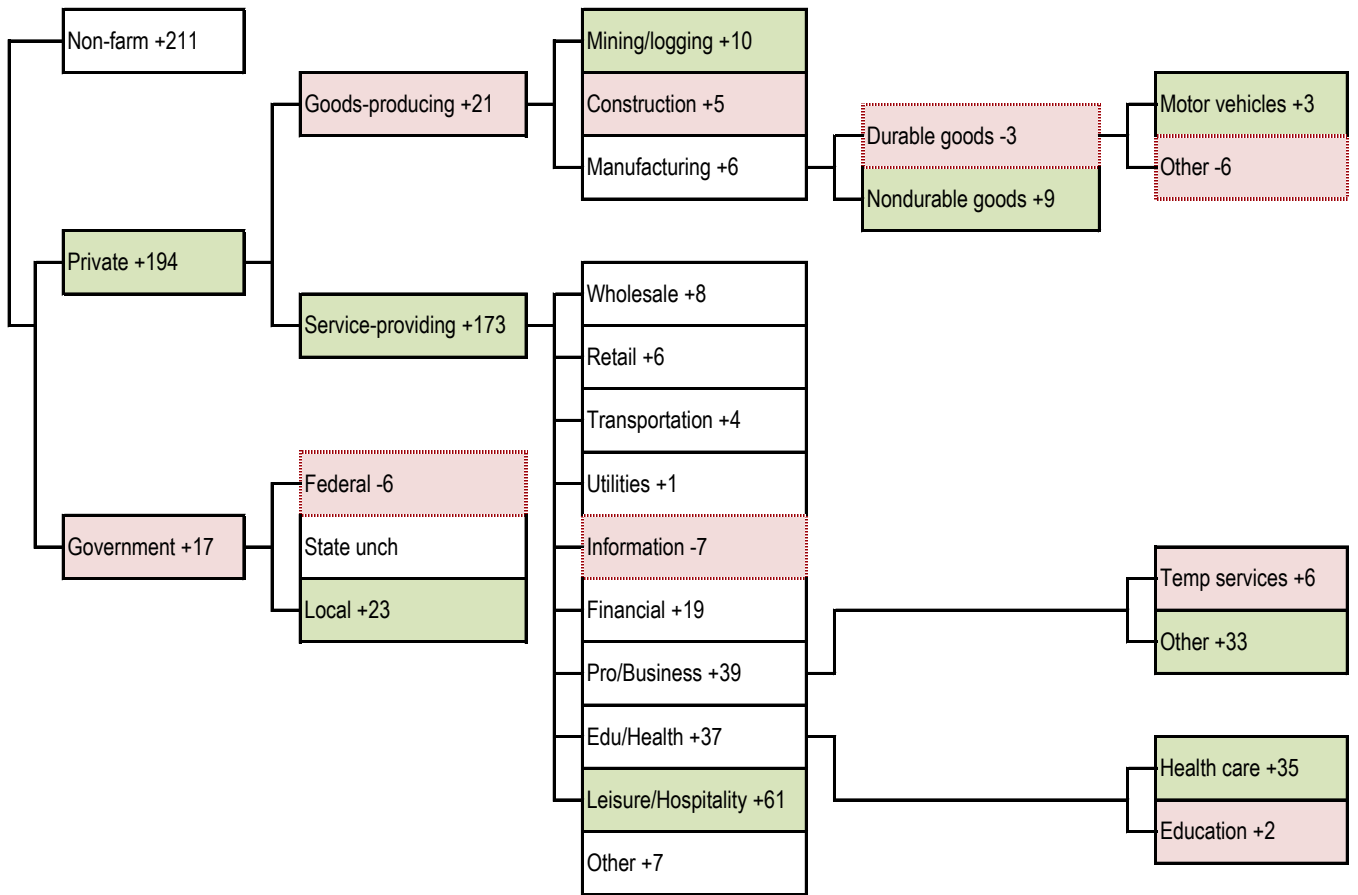 Non-farm +211
Private +194
Government +17
Goods-producing +21
Service-providing +173
Federal -6
State unch
Local +23
Mining/logging +10
Construction +5
Manufacturing +6
Wholesale +8
Retail +6
Transportation +4
Utilities +1
Information -7
Financial +19
Pro/Business +39
Edu/Health +37
Leisure/Hospitality +61
Other +7
Durable goods -3
Nondurable goods +9
Motor vehicles +3
Other -6
Temp services +6
Other +33
Health care +35
Education +2